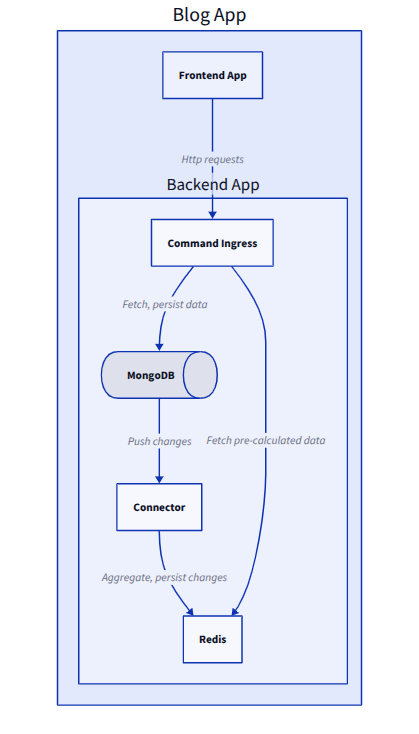 Blog App
Frontend App
Http requests
Backend App
Command Ingress
Fetch, persist data
MongoDB
Push changes
Fetch pre-calculated data
Connector
Aggregate, persist changes
Redis